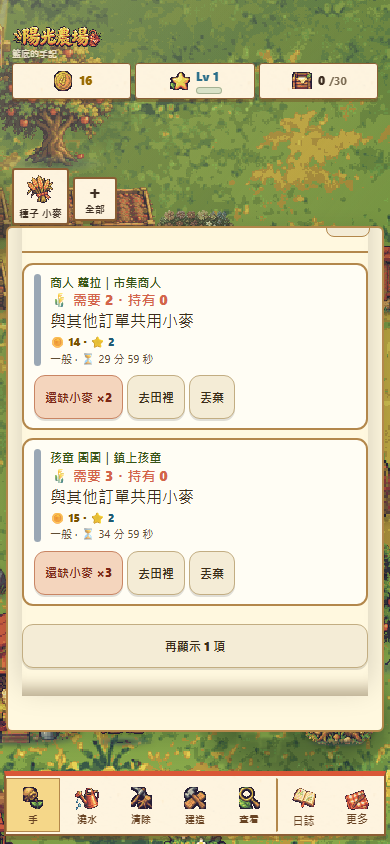 陽光農場
籃底的手記
16
Lv 1
0 /30
種子 小麥
+
全部
商人 蘿拉 | 市集商人
需要 2 · 持有 0
與其他訂單共用小麥
14 · 2
一般 · 29 分 59 秒
還缺小麥 ×2
去田裡
丟棄
孩童 圓圓 | 鎮上孩童
需要 3 · 持有 0
與其他訂單共用小麥
15 · 2
一般 · 34 分 59 秒
還缺小麥 ×3
去田裡
丟棄
再顯示 1 項
手
澆水
清除
建造
查看
日誌
更多